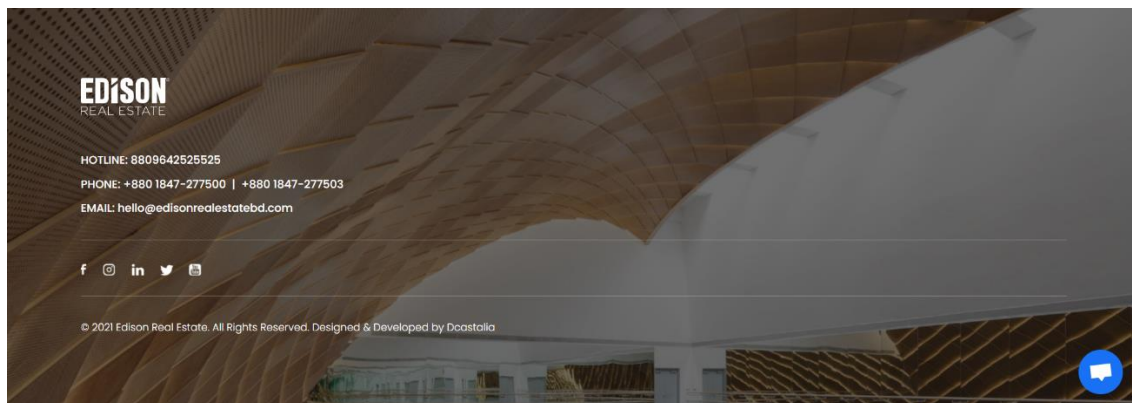 EDISON
REAL ESTATE
HOTLINE: 8809642525525
PHONE: +880 1847-277500 | +880 1847-277503
EMAIL: hello@edisonrealestatebd.com
f in
© 2021 Edison Real Estate. All Rights Reserved. Designed & Developed by Dcastalia